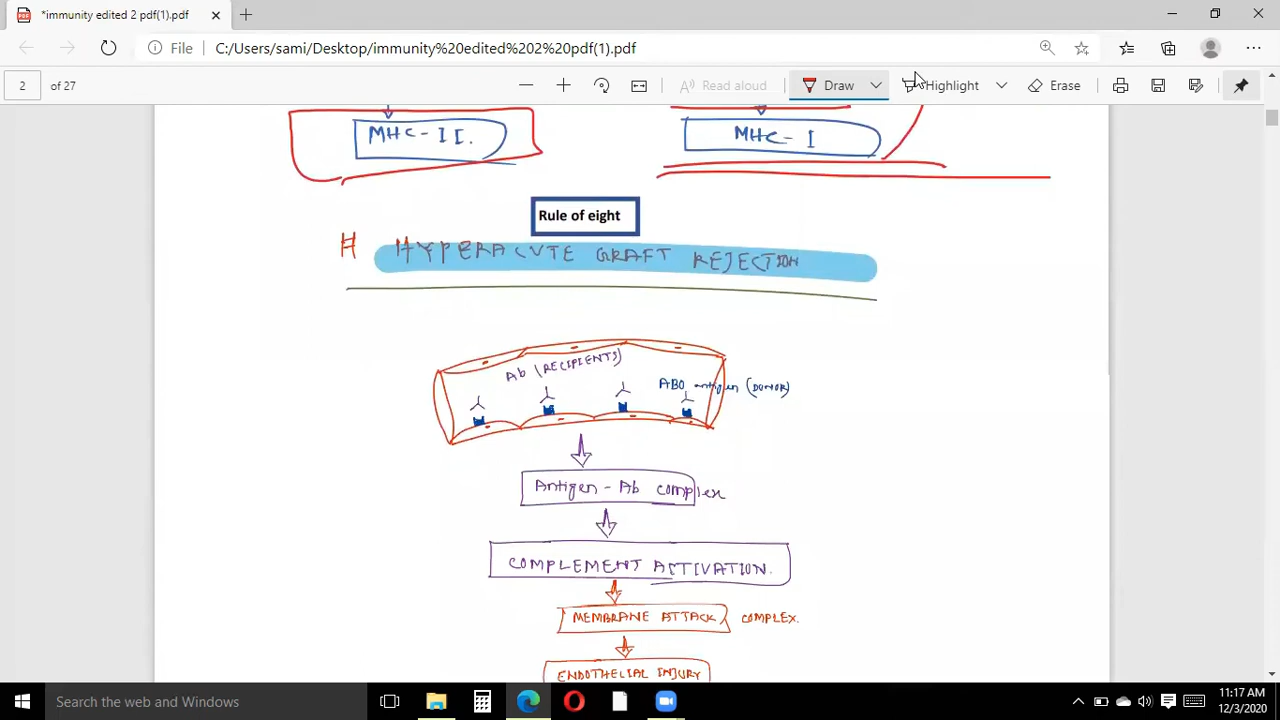 *immunity edited 2 pdf(1).pdf
File C:/Users/sami/Desktop/immunity%20edited%202%20pdf(1).pdf
2 of 27 Read aloud Draw Highlight Erase
MHC-II. MHC-I
Rule of eight
# HYPERACUTE GRAFT REJECTION
Ab (RECIPIENTS)
ABO antigen (DONOR)
Antigen - Ab complex
COMPLEMENT ACTIVATION.
MEMBRANE ATTACK COMPLEX.
ENDOTHELIAL INJURY
Search the web and Windows
11:17 AM
12/3/2020